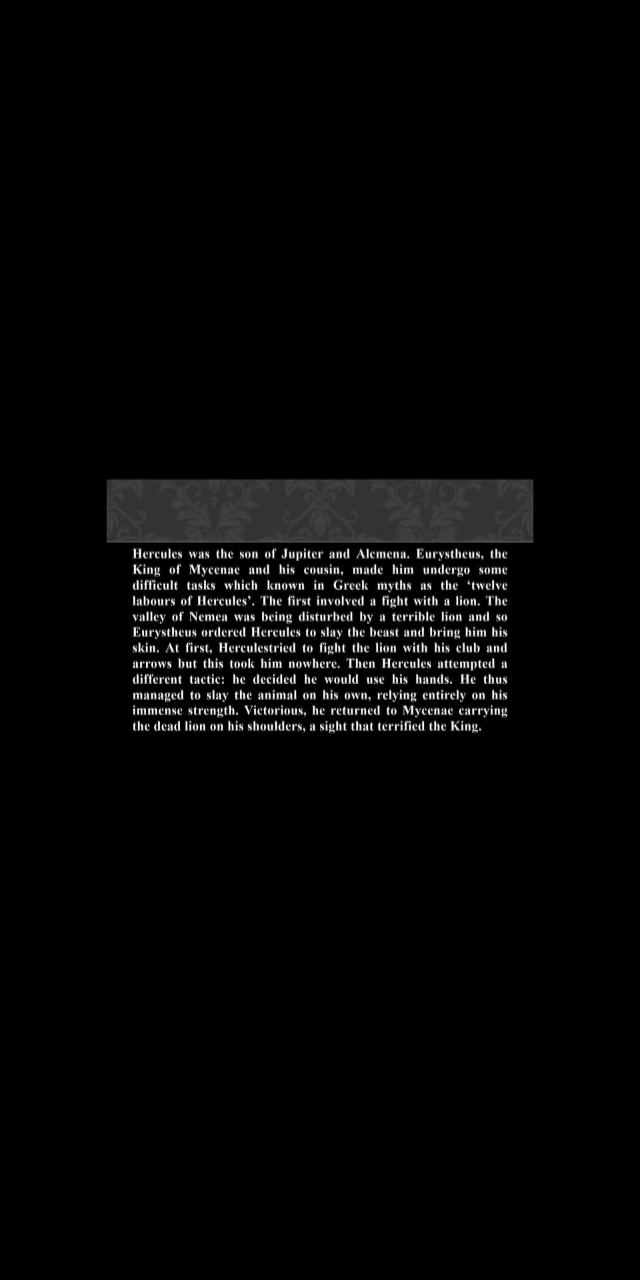 Hercules was the son of Jupiter and Alcmena. Eurystheus, the
King of Mycenae and his cousin, made him undergo some
difficult tasks which known in Greek myths as the ‘twelve
labours of Hercules’. The first involved a fight with a lion. The
valley of Nemea was being disturbed by a terrible lion and so
Eurystheus ordered Hercules to slay the beast and bring him his
skin. At first, Herculestried to fight the lion with his club and
arrows but this took him nowhere. Then Hercules attempted a
different tactic: he decided he would use his hands. He thus
managed to slay the animal on his own, relying entirely on his
immense strength. Victorious, he returned to Mycenae carrying
the dead lion on his shoulders, a sight that terrified the King.